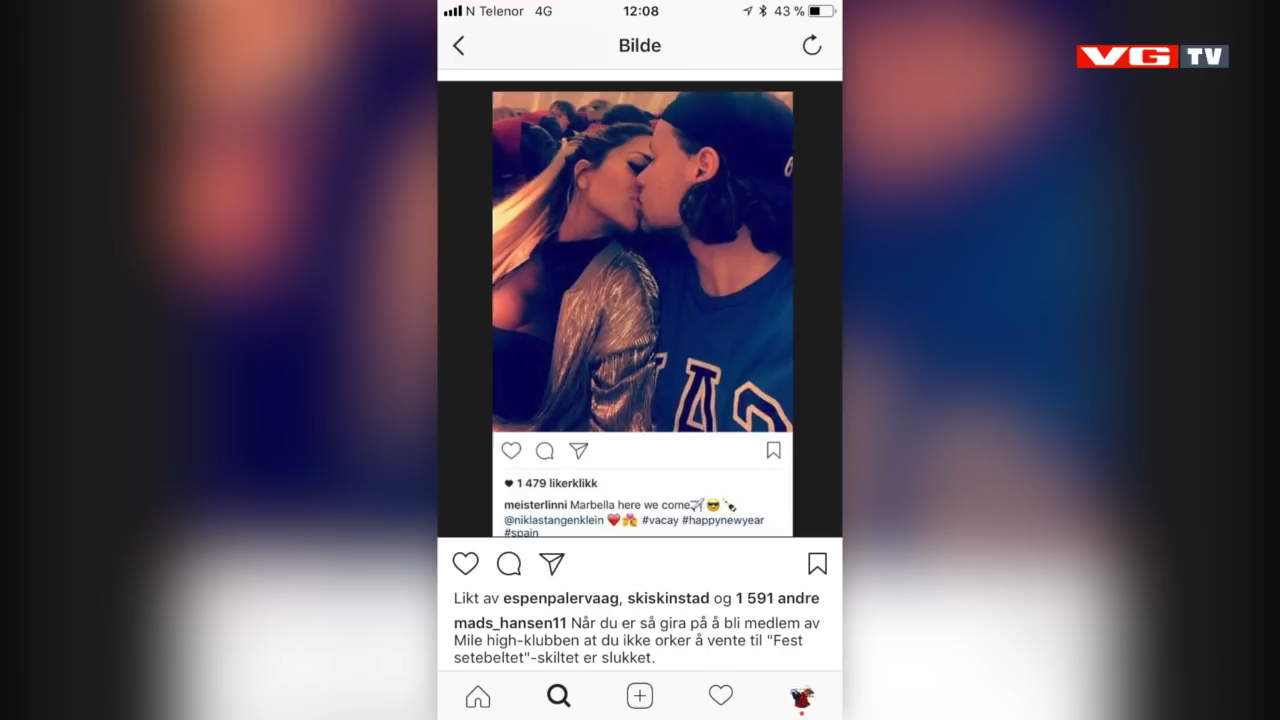 N Telenor 4G 12:08 43 %
Bilde
VG TV
1 479 likerklikk
meisterlinni Marbella here we come✈️😎🍾
@niklastangenklein ❤️💏 #vacay #happynewyear
#spain
Likt av espenpalervaag, skiskinstad og 1 591 andre
mads_hansen11 Når du er så gira på å bli medlem av
Mile high-klubben at du ikke orker å vente til "Fest
setebeltet"-skiltet er slukket.